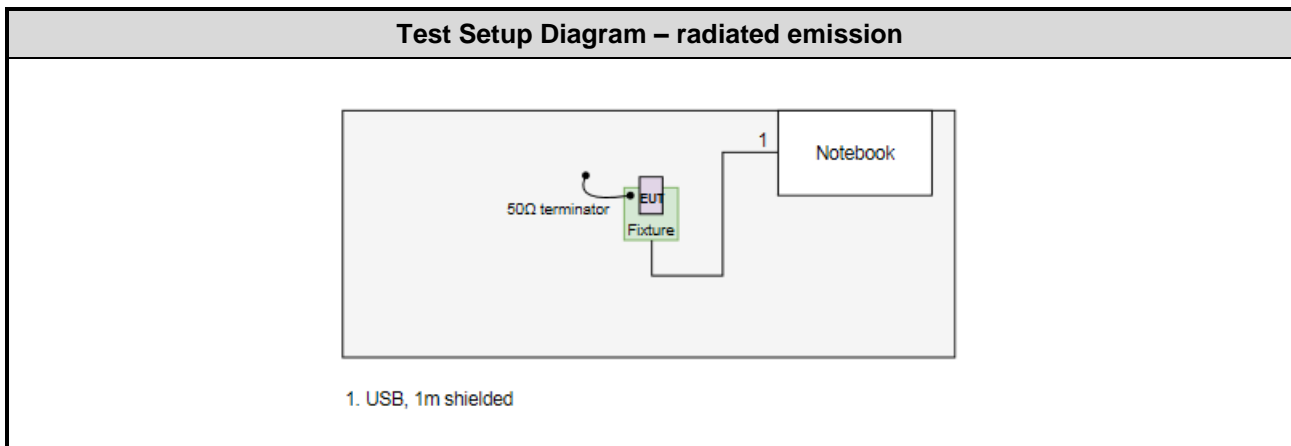 Test Setup Diagram – radiated emission
1
Notebook
EUT
50Ω terminator
Fixture
1. USB, 1m shielded